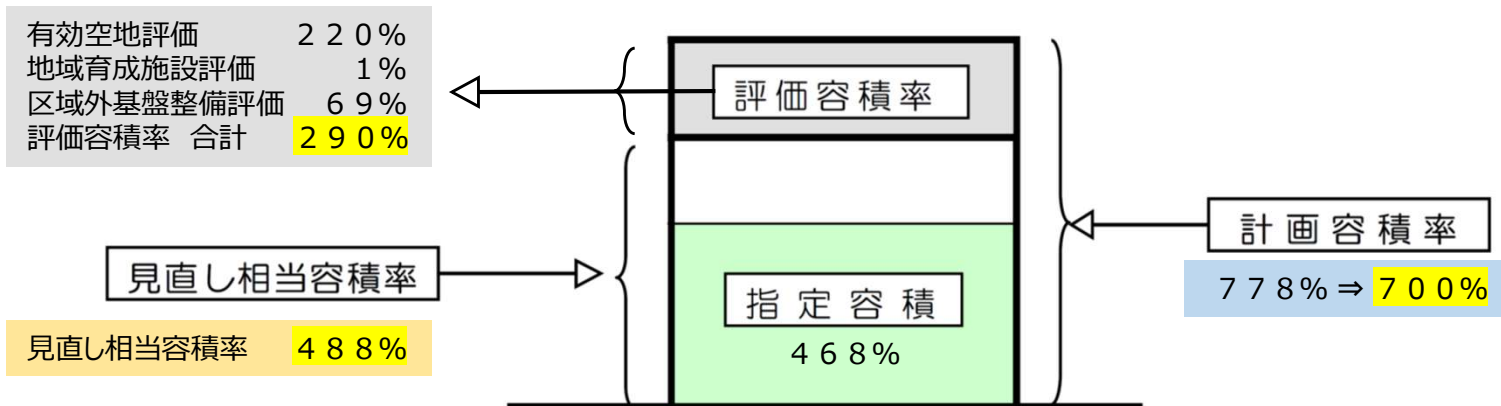 有効空地評価 ２２０％
地域育成施設評価 １％
区域外基盤整備評価 ６９％
評価容積率 合計 ２９０％
評価容積率
見直し相当容積率
見直し相当容積率 ４８８％
指定容積
４６８％
計画容積率
７７８％⇒７００％